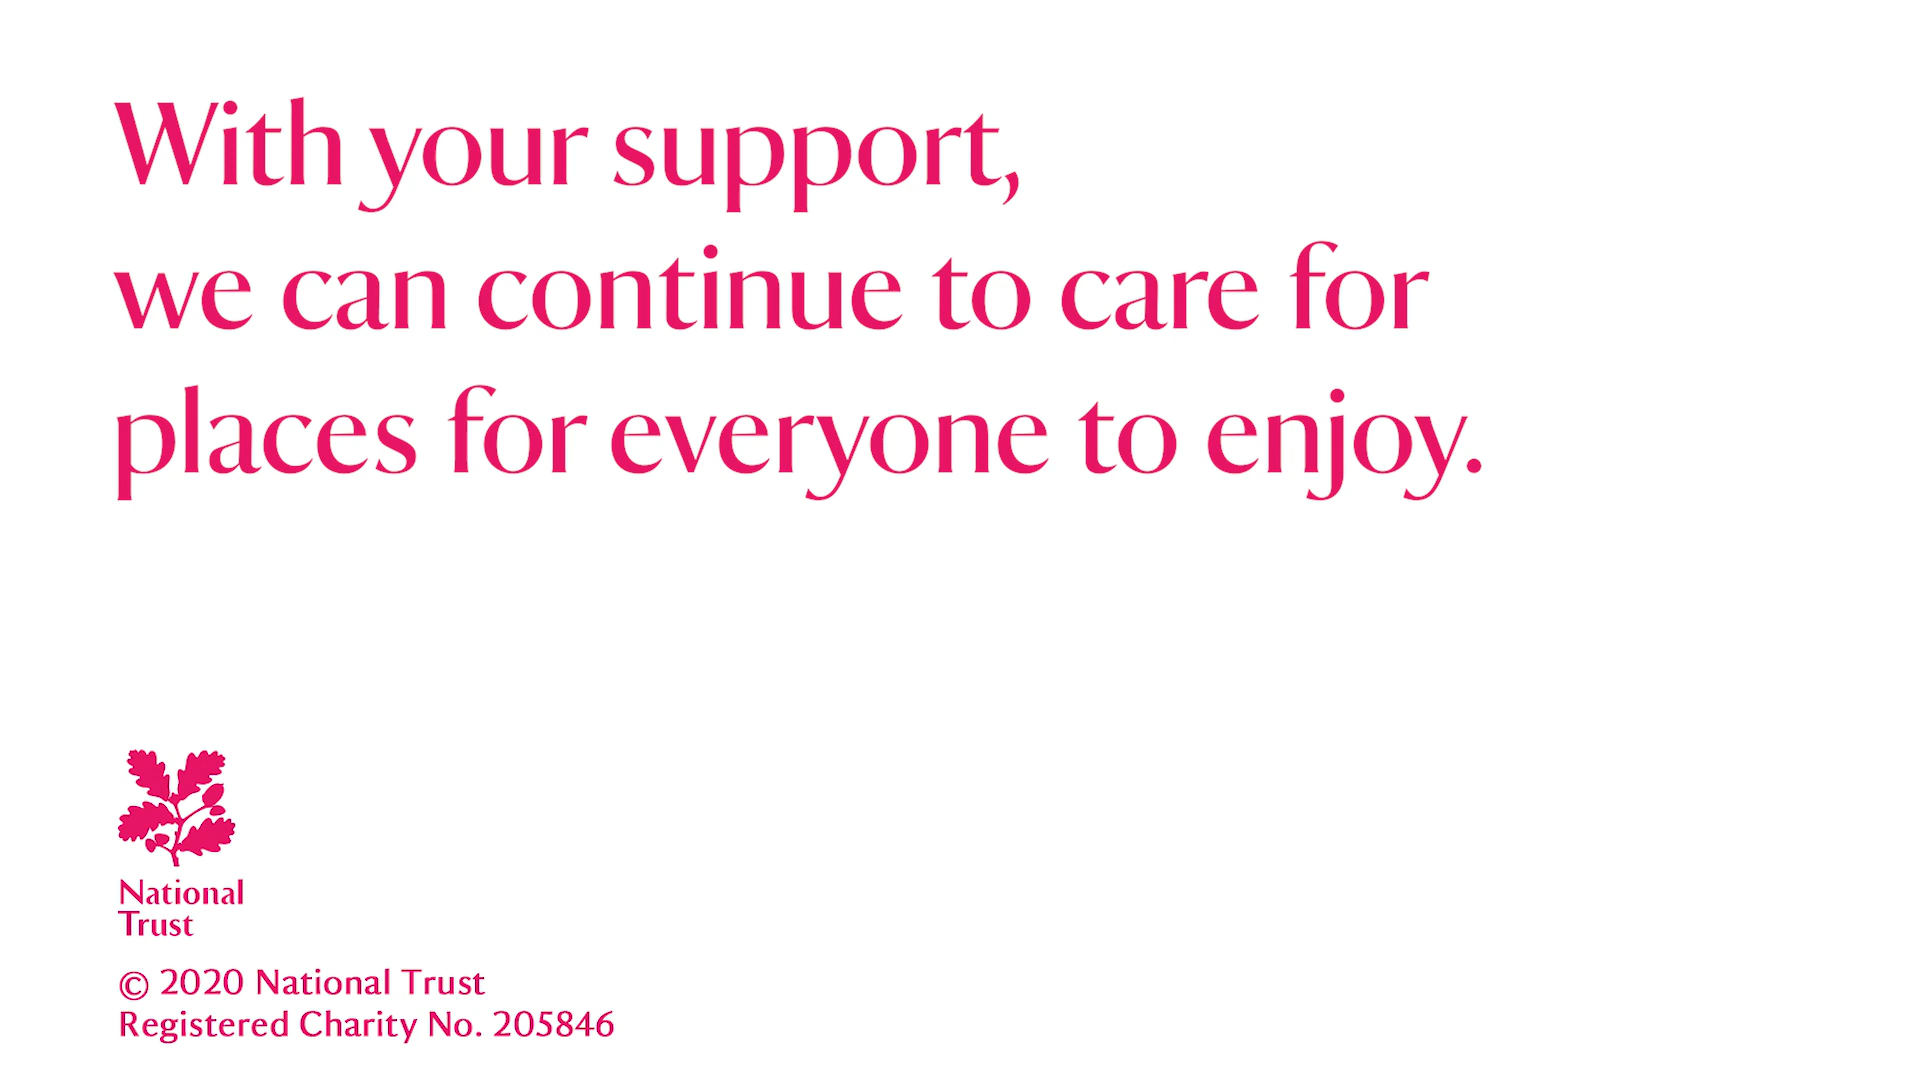 With your support,
we can continue to care for
places for everyone to enjoy.
National
Trust
© 2020 National Trust
Registered Charity No. 205846